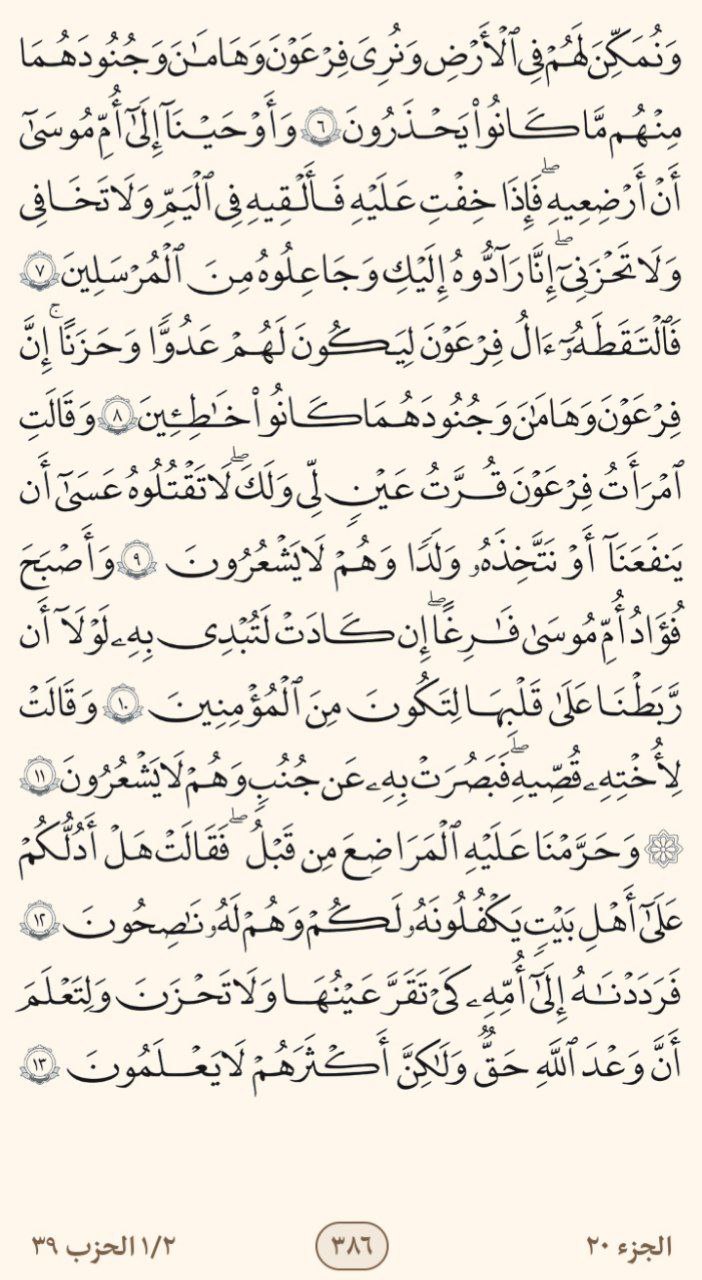 وَنُمَكِّنَ لَهُمۡ فِي ٱلۡأَرۡضِ وَنُرِيَ فِرۡعَوۡنَ وَهَٰمَٰنَ وَجُنُودَهُمَا
مِنۡهُم مَّا كَانُواْ يَحۡذَرُونَ ٦ وَأَوۡحَيۡنَآ إِلَىٰٓ أُمِّ مُوسَىٰٓ
أَنۡ أَرۡضِعِيهِۖ فَإِذَا خِفۡتِ عَلَيۡهِ فَأَلۡقِيهِ فِي ٱلۡيَمِّ وَلَا تَخَافِي
وَلَا تَحۡزَنِيٓۖ إِنَّا رَآدُّوهُ إِلَيۡكِ وَجَاعِلُوهُ مِنَ ٱلۡمُرۡسَلِينَ ٧
فَٱلۡتَقَطَهُۥٓ ءَالُ فِرۡعَوۡنَ لِيَكُونَ لَهُمۡ عَدُوّٗا وَحَزَنًاۗ إِنَّ
فِرۡعَوۡنَ وَهَٰمَٰنَ وَجُنُودَهُمَا كَانُواْ خَٰطِـِٔينَ ٨ وَقَالَتِ
ٱمۡرَأَتُ فِرۡعَوۡنَ قُرَّتُ عَيۡنٖ لِّي وَلَكَۖ لَا تَقۡتُلُوهُ عَسَىٰٓ أَن
يَنفَعَنَآ أَوۡ نَتَّخِذَهُۥ وَلَدٗا وَهُمۡ لَا يَشۡعُرُونَ ٩ وَأَصۡبَحَ
فُؤَادُ أُمِّ مُوسَىٰ فَٰرِغًاۖ إِن كَادَتۡ لَتُبۡدِي بِهِۦ لَوۡلَآ أَن
رَّبَطۡنَا عَلَىٰ قَلۡبِهَا لِتَكُونَ مِنَ ٱلۡمُؤۡمِنِينَ ١٠ وَقَالَتۡ
لِأُخۡتِهِۦ قُصِّيهِۖ فَبَصُرَتۡ بِهِۦ عَن جُنُبٖ وَهُمۡ لَا يَشۡعُرُونَ ١١
۞ وَحَرَّمۡنَا عَلَيۡهِ ٱلۡمَرَاضِعَ مِن قَبۡلُۖ فَقَالَتۡ هَلۡ أَدُلُّكُمۡ
عَلَىٰٓ أَهۡلِ بَيۡتٖ يَكۡفُلُونَهُۥ لَكُمۡ وَهُمۡ لَهُۥ نَٰصِحُونَ ١٢
فَرَدَدۡنَٰهُ إِلَىٰٓ أُمِّهِۦ كَيۡ تَقَرَّ عَيۡنُهَا وَلَا تَحۡزَنَ وَلِتَعۡلَمَ
أَنَّ وَعۡدَ ٱللَّهِ حَقّٞ وَلَٰكِنَّ أَكۡثَرَهُمۡ لَا يَعۡلَمُونَ ١٣
الجزء ٢٠ ٣٨٦ ١/٢ الحزب ٣٩